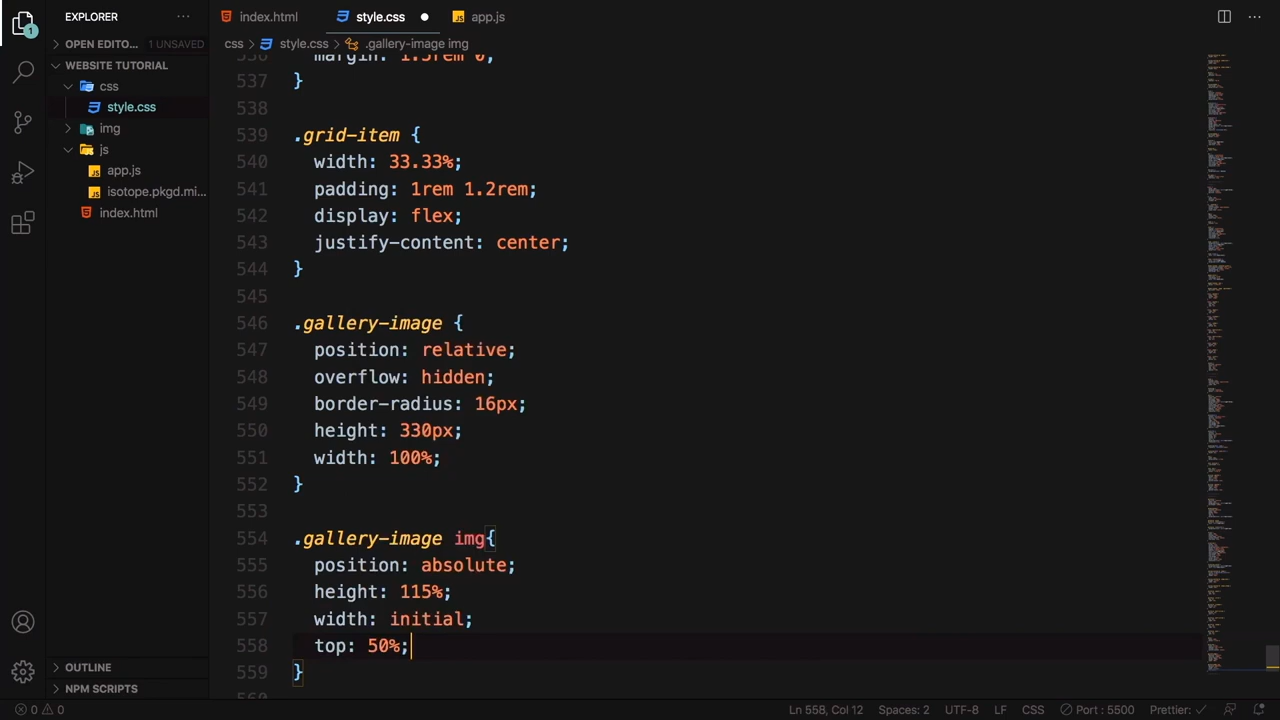 EXPLORER
index.html
style.css
app.js
OPEN EDITO... 1 UNSAVED
css style.css .gallery-image img
WEBSITE TUTORIAL
css
style.css
img
js
app.js
isotope.pkgd.mi...
index.html
1
536 margin: 1.5rem 0;
537 }
538
539 .grid-item {
540 width: 33.33%;
541 padding: 1rem 1.2rem;
542 display: flex;
543 justify-content: center;
544 }
545
546 .gallery-image {
547 position: relative;
548 overflow: hidden;
549 border-radius: 16px;
550 height: 330px;
551 width: 100%;
552 }
553
554 .gallery-image img{
555 position: absolute;
556 height: 115%;
557 width: initial;
558 top: 50%;
559 }
560
OUTLINE
NPM SCRIPTS
0 0 Ln 558, Col 12 Spaces: 2 UTF-8 LF CSS Port : 5500 Prettier: